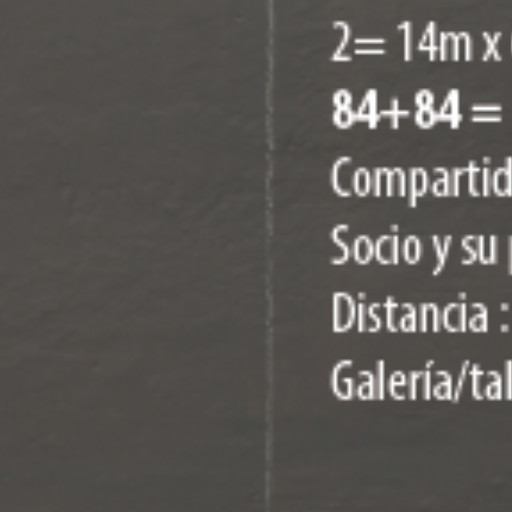 2= 14m x
84+84 =
Compartid
Socio y su
Distancia :
Galería/tal